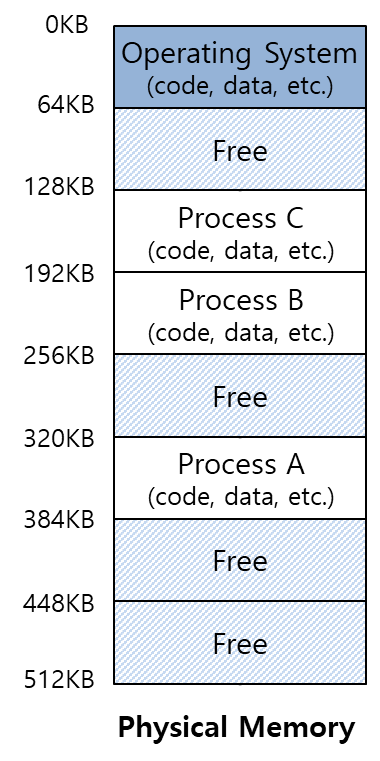 0KB
Operating System
(code, data, etc.)
64KB
Free
128KB
Process C
(code, data, etc.)
192KB
Process B
(code, data, etc.)
256KB
Free
320KB
Process A
(code, data, etc.)
384KB
Free
448KB
Free
512KB
Physical Memory